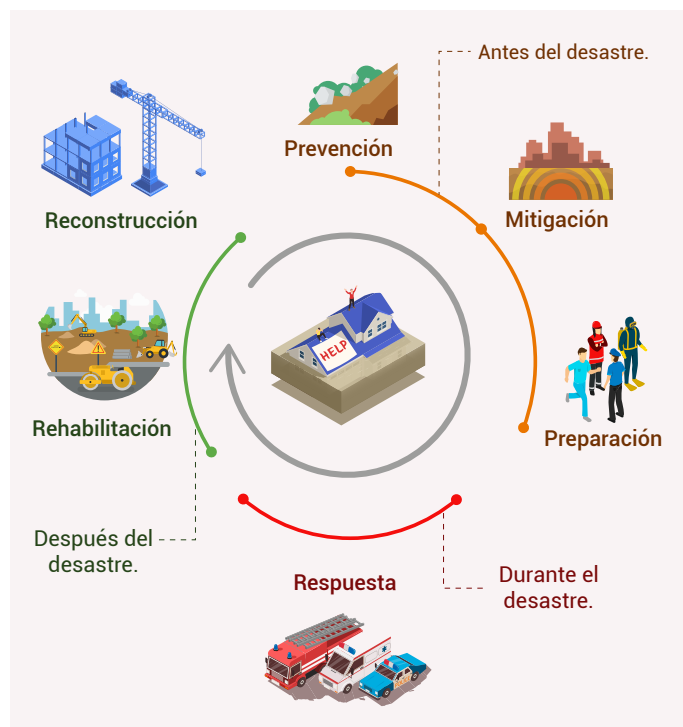 Antes del desastre.
Prevención
Mitigación
Reconstrucción
HELP
Rehabilitación
Preparación
Después del
desastre.
Respuesta
Durante el
desastre.